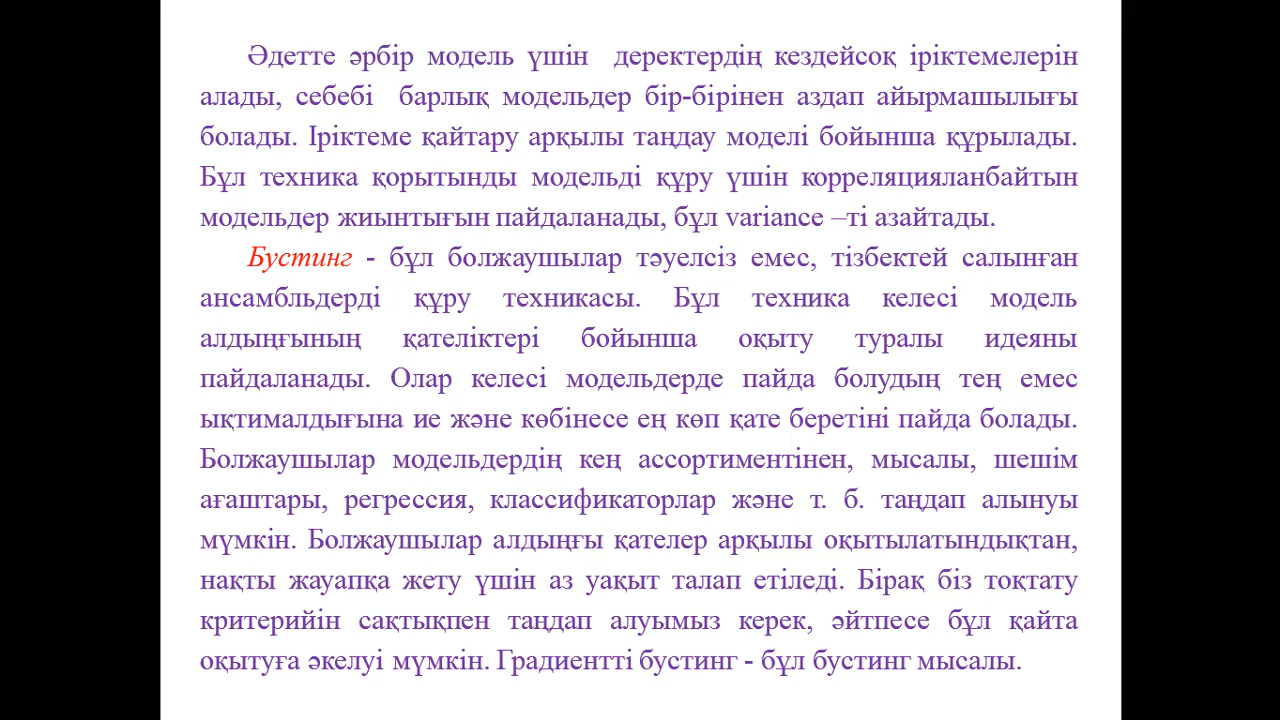 Әдетте әрбір модель үшін деректердің кездейсоқ іріктемелерін
алады, себебі барлық модельдер бір-бірінен аздап айырмашылығы
болады. Іріктеме қайтару арқылы таңдау моделі бойынша құрылады.
Бұл техника қорытынды модельді құру үшін корреляцияланбайтын
модельдер жиынтығын пайдаланады, бұл variance –ті азайтады.
Бустинг - бұл болжаушылар тәуелсіз емес, тізбектей салынған
ансамбльдерді құру техникасы. Бұл техника келесі модель
алдыңғының қателіктері бойынша оқыту туралы идеяны
пайдаланады. Олар келесі модельдерде пайда болудың тең емес
ықтималдығына ие және көбінесе ең көп қате беретіні пайда болады.
Болжаушылар модельдердің кең ассортиментінен, мысалы, шешім
ағаштары, регрессия, классификаторлар және т. б. таңдап алынуы
мүмкін. Болжаушылар алдыңғы қателер арқылы оқытылатындықтан,
нақты жауапқа жету үшін аз уақыт талап етіледі. Бірақ біз тоқтату
критерийін сақтықпен таңдап алуымыз керек, әйтпесе бұл қайта
оқытуға әкелуі мүмкін. Градиентті бустинг - бұл бустинг мысалы.